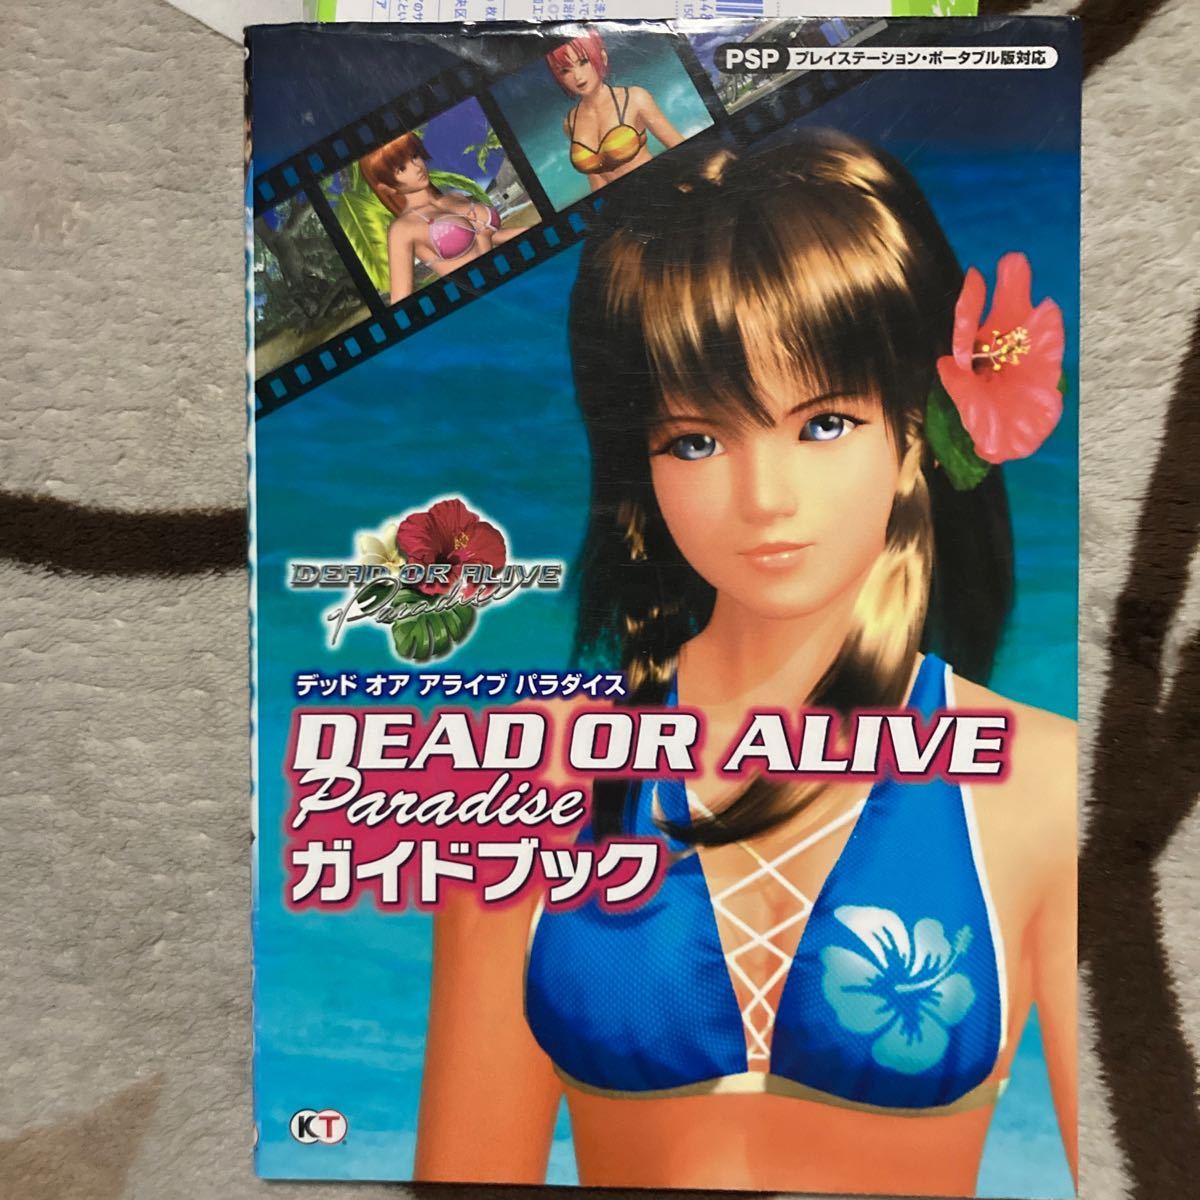 PSP プレイステーション・ポータブル版対応
DEAD OR ALIVE
Paradise
デッド オア アライブ パラダイス
DEAD OR ALIVE
Paradise
ガイドブック
KT